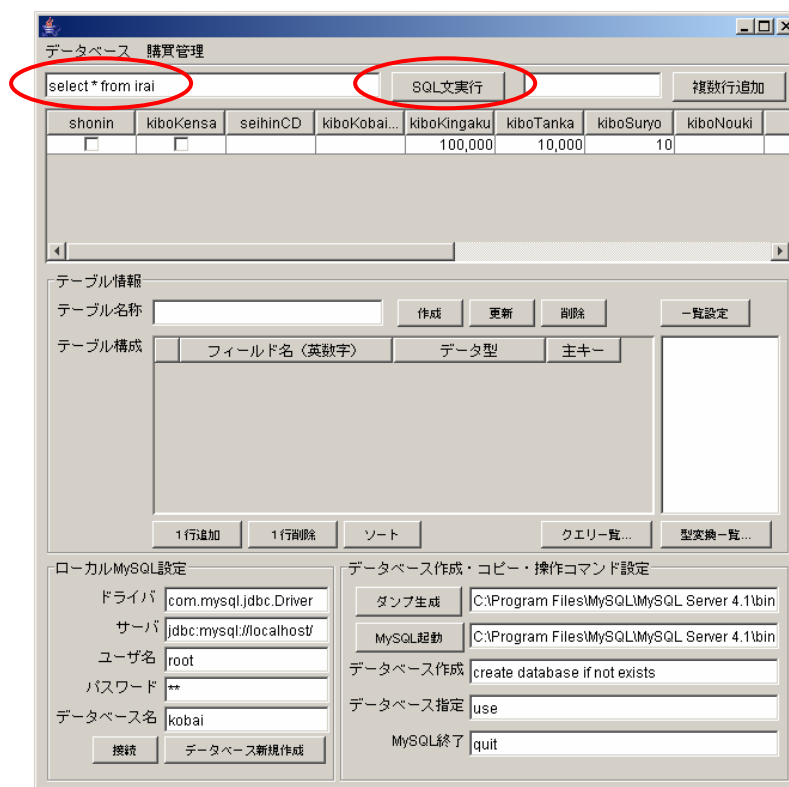 データベース 購買管理
select * from irai SQL文実行 複数行追加
shonin kiboKensa seihinCD kiboKobai... kiboKingaku kiboTanka kiboSuryo kiboNouki
100,000 10,000 10
テーブル情報
テーブル名称 作成 更新 削除 一覧設定
テーブル構成 フィールド名（英数字） データ型 主キー
1行追加 1行削除 ソート クエリ一覧... 型変換一覧...
ローカルMySQL設定
ドライバ com.mysql.jdbc.Driver
サーバ jdbc:mysql://localhost/
ユーザ名 root
パスワード **
データベース名 kobai
接続 データベース新規作成
データベース作成・コピー・操作コマンド設定
ダンプ生成 C:\Program Files\MySQL\MySQL Server 4.1\bin
MySQL起動 C:\Program Files\MySQL\MySQL Server 4.1\bin
データベース作成 create database if not exists
データベース指定 use
MySQL終了 quit